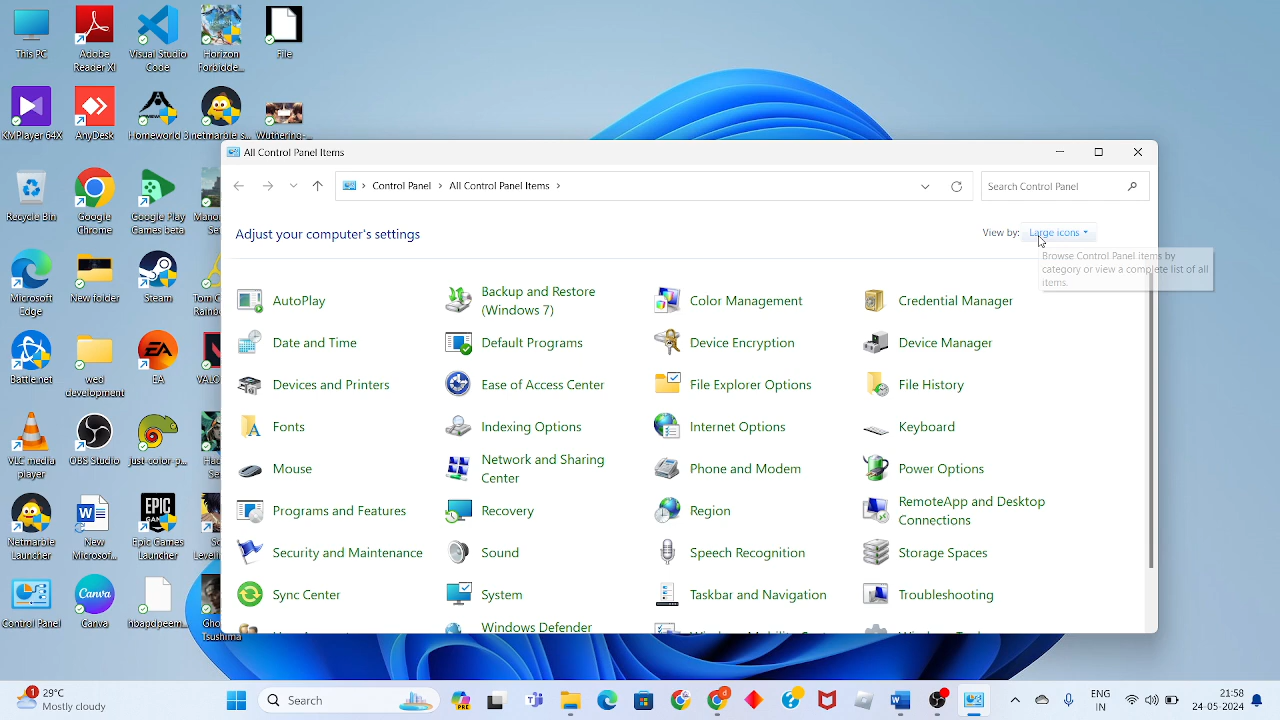 This PC
Adobe
Reader XI
Visual Studio
Code
Horizon
Forbidde...
File
KMPlayer 64X
AnyDesk
Homeworld 3
netmarble s...
Wuthering...
All Control Panel Items
Control Panel > All Control Panel Items >
Search Control Panel
Recycle Bin
Google
Chrome
Google Play
Games beta
Adjust your computer's settings
View by: Large icons
Browse Control Panel items by
category or view a complete list of all
items.
Microsoft
Edge
New folder
Steam
Tom C
AutoPlay
Backup and Restore
(Windows 7)
Color Management
Credential Manager
Date and Time
Default Programs
Device Encryption
Device Manager
Battle.net
wed
development
EA
VALO
Devices and Printers
Ease of Access Center
File Explorer Options
File History
Fonts
Indexing Options
Internet Options
Keyboard
VLC media
player
OBS Studio
just color-p...
Mouse
Network and Sharing
Center
Phone and Modem
Power Options
Programs and Features
Recovery
Region
RemoteApp and Desktop
Connections
Netmarble
Launcher
New
Microsof...
Epic Games
Launcher
Security and Maintenance
Sound
Speech Recognition
Storage Spaces
Sync Center
System
Taskbar and Navigation
Troubleshooting
Control Panel
Canva
nbapdpeem...
Gho
Tsushima
Windows Defender
29°C
Mostly cloudy
Search
ENG
IN
21:58
24-05-2024